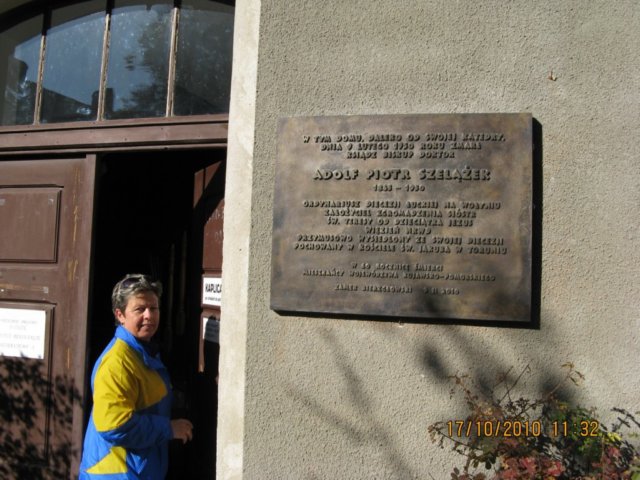 W TYM DOMU, DALEKO OD SWOJEJ KATEDRY,
DNIA 9 LUTEGO 1950 ROKU ZMARŁ
KSIĄDZ BISKUP DOKTOR
ADOLF PIOTR SZELĄŻEK
1865 – 1950
ORDYNARIUSZ DIECEZJI ŁUCKIEJ NA WOŁYNIU
ZAŁOŻYCIEL ZGROMADZENIA SIÓSTR
ŚW. TERESY OD DZIECIĄTKA JEZUS
WIĘZIEŃ NKWD
PRZYMUSOWO WYSIEDLONY ZE SWOJEJ DIECEZJI
POCHOWANY W KOŚCIELE ŚW. JAKUBA W TORUNIU
W 60 ROCZNICĘ ŚMIERCI
MIESZKAŃCY WOJEWÓDZTWA KUJAWSKO-POMORSKIEGO
ZAMEK BIERZGŁOWSKI
II 2010
KAPLICA
17/10/2010 11:32